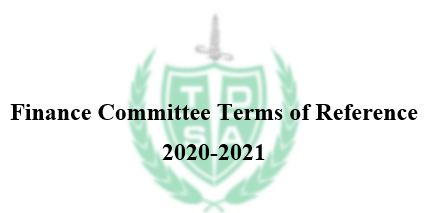 T D
S A
Finance Committee Terms of Reference
2020-2021